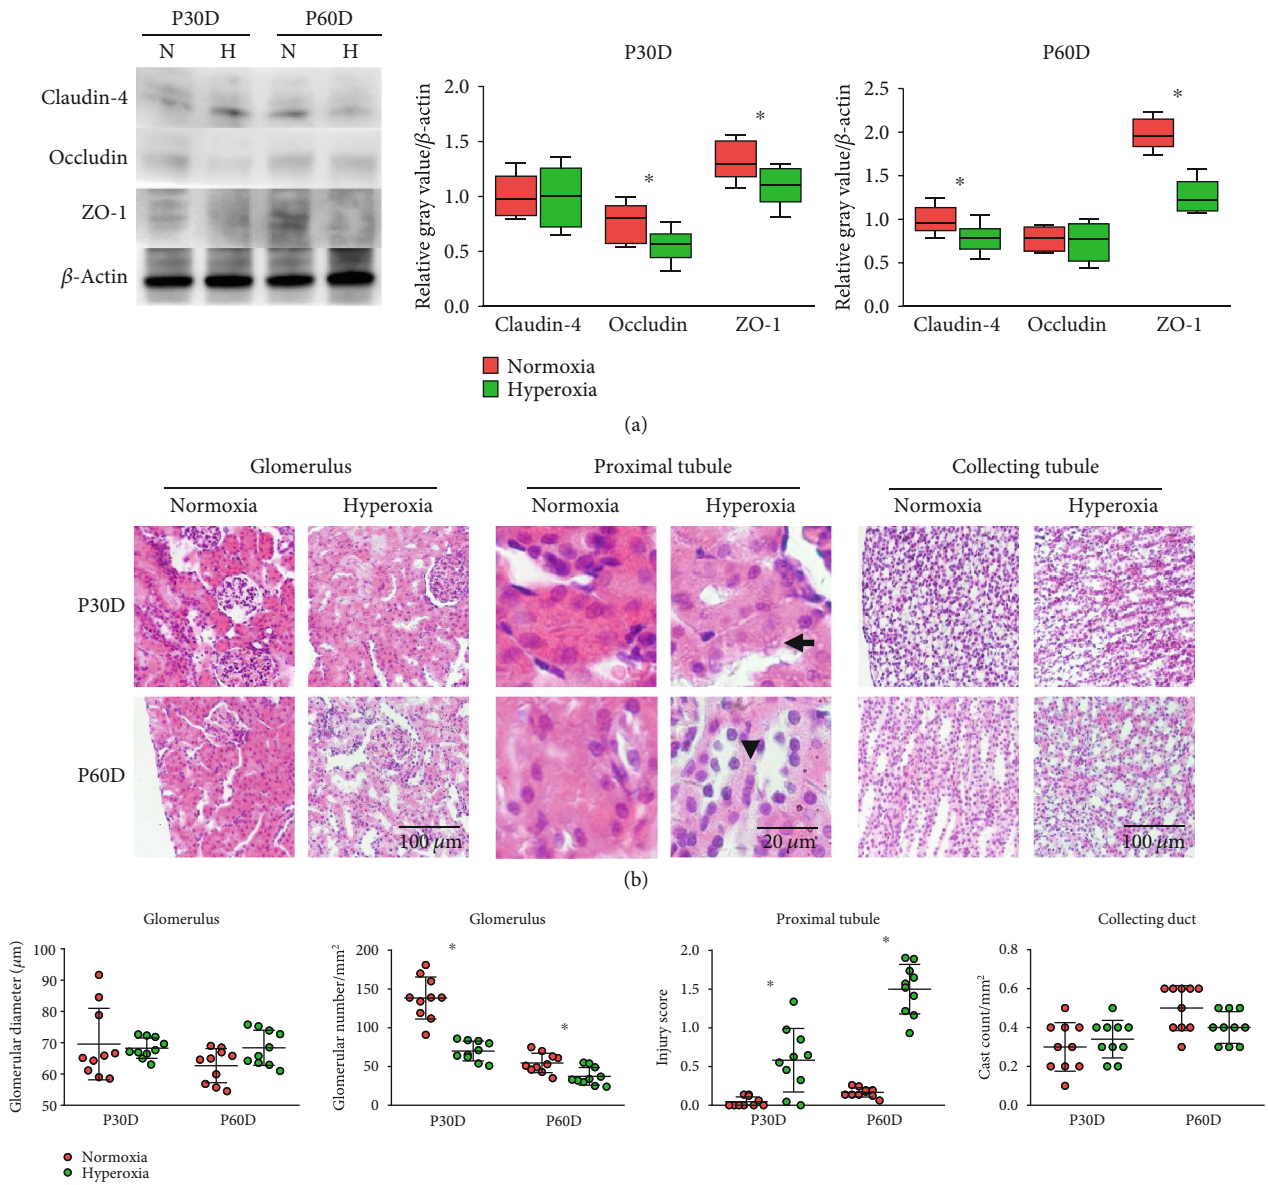 P30D P60D
N H N H
Claudin-4
Occludin
ZO-1
β-Actin
P30D
Relative gray value/β-actin
2.0
1.5
1.0
0.5
0.0
*
*
Claudin-4 Occludin ZO-1
P60D
Relative gray value/β-actin
2.5
2.0
1.5
1.0
0.5
0.0
*
*
Claudin-4 Occludin ZO-1
Normoxia
Hyperoxia
(a)
Glomerulus Proximal tubule Collecting tubule
Normoxia Hyperoxia Normoxia Hyperoxia Normoxia Hyperoxia
P30D
P60D
100 μm 20 μm 100 μm
(b)
Glomerulus
Glomerular diameter (μm)
100
90
80
70
60
50
P30D P60D
Glomerulus
Glomerular number/mm²
200
150
100
50
0
*
*
P30D P60D
Proximal tubule
Injury score
2.0
1.5
1.0
0.5
0.0
*
*
P30D P60D
Collecting duct
Cast count/mm²
0.8
0.6
0.4
0.2
0.0
P30D P60D
Normoxia
Hyperoxia